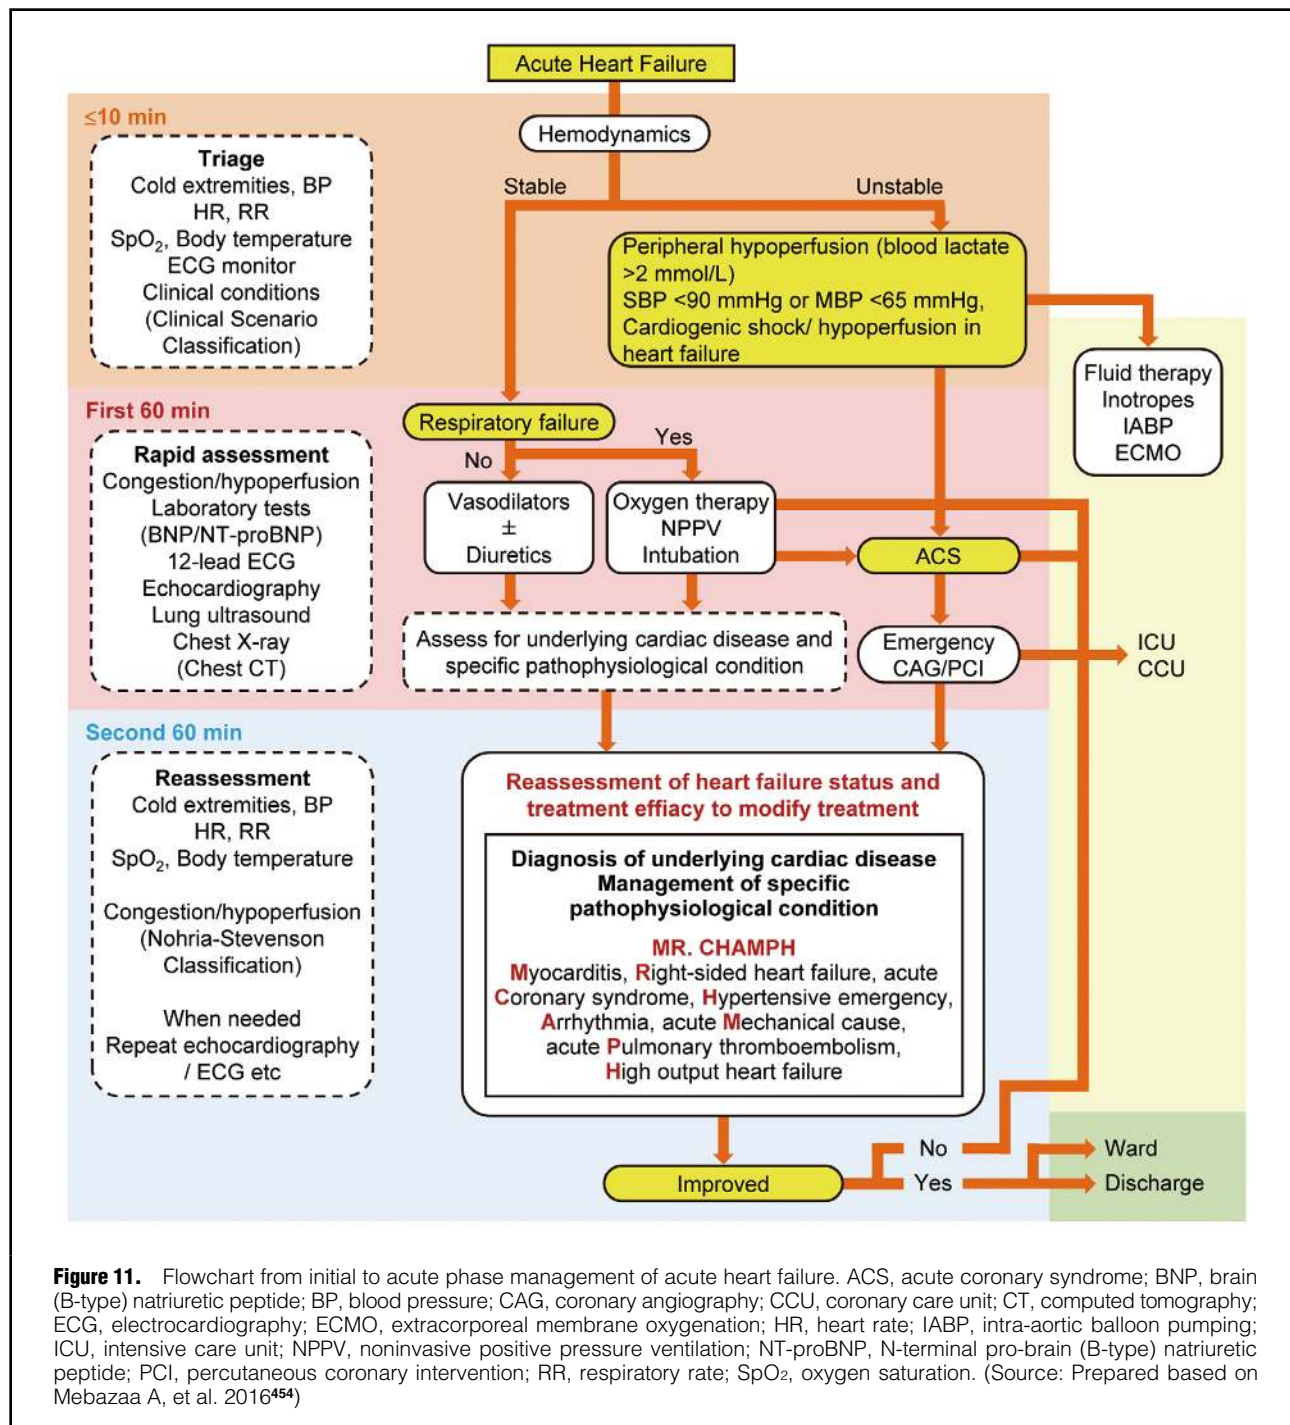 Acute Heart Failure
≤10 min
Hemodynamics
Triage
Cold extremities, BP
HR, RR
SpO₂, Body temperature
ECG monitor
Clinical conditions
(Clinical Scenario
Classification)
Stable
Unstable
Peripheral hypoperfusion (blood lactate
>2 mmol/L)
SBP <90 mmHg or MBP <65 mmHg,
Cardiogenic shock/ hypoperfusion in
heart failure
Fluid therapy
Inotropes
IABP
ECMO
First 60 min
Rapid assessment
Congestion/hypoperfusion
Laboratory tests
(BNP/NT-proBNP)
12-lead ECG
Echocardiography
Lung ultrasound
Chest X-ray
(Chest CT)
Respiratory failure
No
Yes
Vasodilators
±
Diuretics
Oxygen therapy
NPPV
Intubation
ACS
Assess for underlying cardiac disease and
specific pathophysiological condition
Emergency
CAG/PCI
ICU
CCU
Second 60 min
Reassessment
Cold extremities, BP
HR, RR
SpO₂, Body temperature
Congestion/hypoperfusion
(Nohria-Stevenson
Classification)
When needed
Repeat echocardiography
/ ECG etc
Reassessment of heart failure status and
treatment effiacy to modify treatment
Diagnosis of underlying cardiac disease
Management of specific
pathophysiological condition
MR. CHAMPH
Myocarditis, Right-sided heart failure, acute
Coronary syndrome, Hypertensive emergency,
Arrhythmia, acute Mechanical cause,
acute Pulmonary thromboembolism,
High output heart failure
Improved
No
Yes
Ward
Discharge
Figure 11. Flowchart from initial to acute phase management of acute heart failure. ACS, acute coronary syndrome; BNP, brain
(B-type) natriuretic peptide; BP, blood pressure; CAG, coronary angiography; CCU, coronary care unit; CT, computed tomography;
ECG, electrocardiography; ECMO, extracorporeal membrane oxygenation; HR, heart rate; IABP, intra-aortic balloon pumping;
ICU, intensive care unit; NPPV, noninvasive positive pressure ventilation; NT-proBNP, N-terminal pro-brain (B-type) natriuretic
peptide; PCI, percutaneous coronary intervention; RR, respiratory rate; SpO₂, oxygen saturation. (Source: Prepared based on
Mebazaa A, et al. 2016⁴⁵⁴)